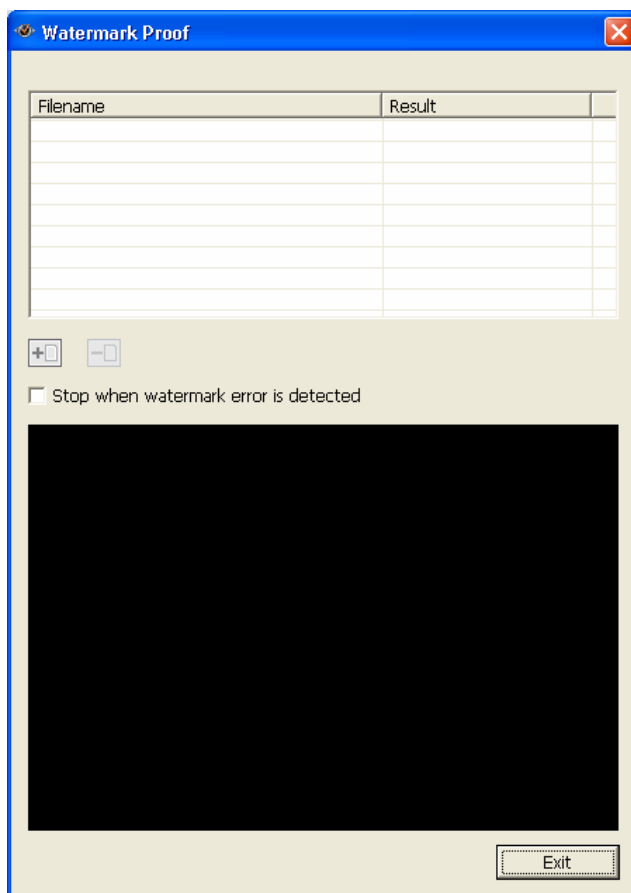 Watermark Proof
Filename Result
Stop when watermark error is detected
Exit